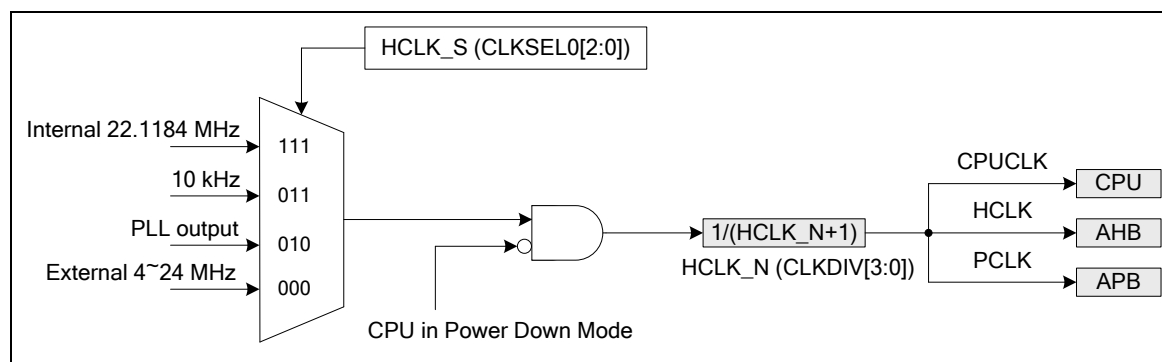 HCLK_S (CLKSEL0[2:0])
Internal 22.1184 MHz
111
10 kHz
011
PLL output
010
External 4~24 MHz
000
CPU in Power Down Mode
1/(HCLK_N+1)
HCLK_N (CLKDIV[3:0])
CPUCLK
CPU
HCLK
AHB
PCLK
APB